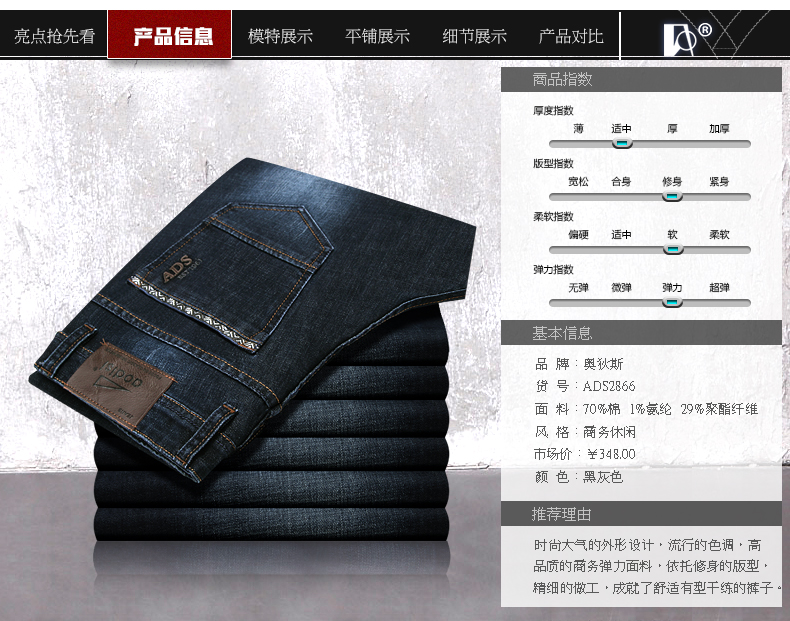 亮点抢先看 产品信息 模特展示 平铺展示 细节展示 产品对比
®
商品指数
厚度指数
薄 适中 厚 加厚
版型指数
宽松 合身 修身 紧身
柔软指数
偏硬 适中 软 柔软
弹力指数
无弹 微弹 弹力 超弹
ADS
基本信息
品 牌：奥狄斯
货 号：ADS2866
面 料：70%棉 1%氨纶 29%聚酯纤维
风 格：商务休闲
市场价：￥348.00
颜 色：黑灰色
推荐理由
时尚大气的外形设计，流行的色调，高
品质的商务弹力面料，依托修身的版型，
精细的做工，成就了舒适有型干练的裤子。